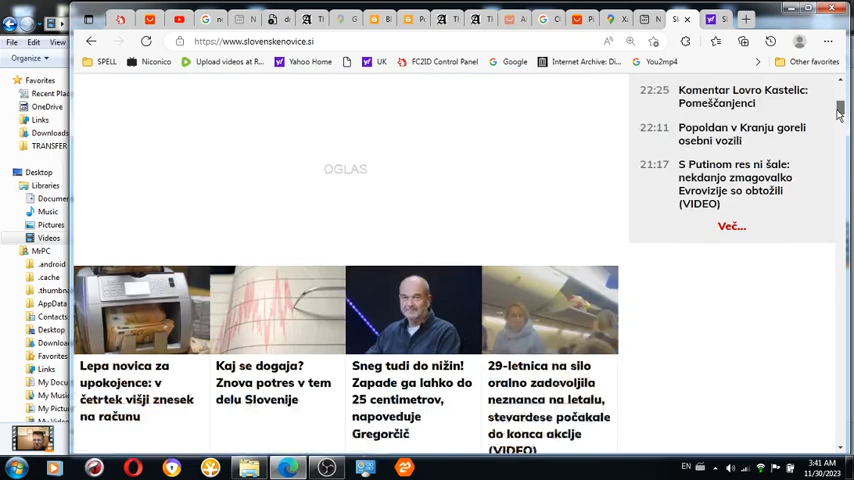 https://www.slovenskenovice.si
SPELL
Niconico
Upload videos to R...
Yahoo Home
UK
FC2ID Control Panel
Google
Internet Archive: Di...
You2mp4
Other favorites
File Edit View
Organize
Favorites
Recent Plac
OneDrive
Links
Downloads
TRANSFER
Desktop
Libraries
Docume
Music
Pictures
Videos
MrPC
.android
.cache
.thumbna
AppData
Contacts
Desktop
Downloa
Favorites
Links
My Docu
My Music
My Pictur
My Video
OGLAS
22:25 Komentar Lovro Kastelic:
Pomeščanjenci
22:11 Popoldan v Kranju goreli
osebni vozili
21:17 S Putinom res ni šale:
nekdanjo zmagovalko
Evrovizije so obtožili
(VIDEO)
Več...
Lepa novica za
upokojence: v
četrtek višji znesek
na računu
Kaj se dogaja?
Znova potres v tem
delu Slovenije
Sneg tudi do nižin!
Zapade ga lahko do
25 centimetrov,
napoveduje
Gregorčič
29-letnica na silo
oralno zadovoljila
neznanca na letalu,
stevardese počakale
do konca akcije
(VIDEO)
EN
3:41 AM
11/30/2023